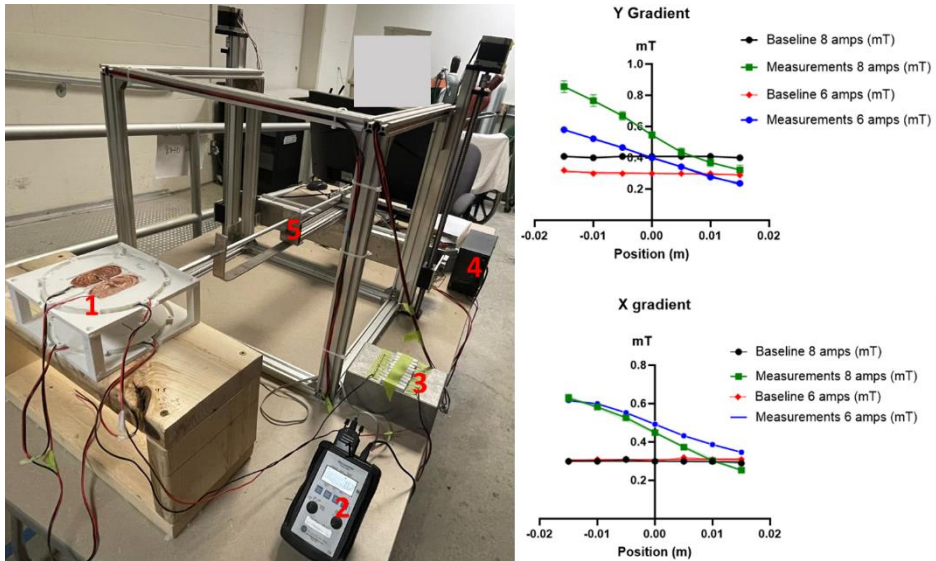 1
2
3
4
5
Y Gradient
mT
1.0
0.8
0.6
0.4
0.2
-0.02
-0.01
0.00
0.01
0.02
Position (m)
Baseline 8 amps (mT)
Measurements 8 amps (mT)
Baseline 6 amps (mT)
Measurements 6 amps (mT)
X gradient
mT
1.0
0.8
0.6
0.4
0.2
-0.02
-0.01
0.00
0.01
0.02
Position (m)
Baseline 8 amps (mT)
Measurements 8 amps (mT)
Baseline 6 amps (mT)
Measurements 6 amps (mT)